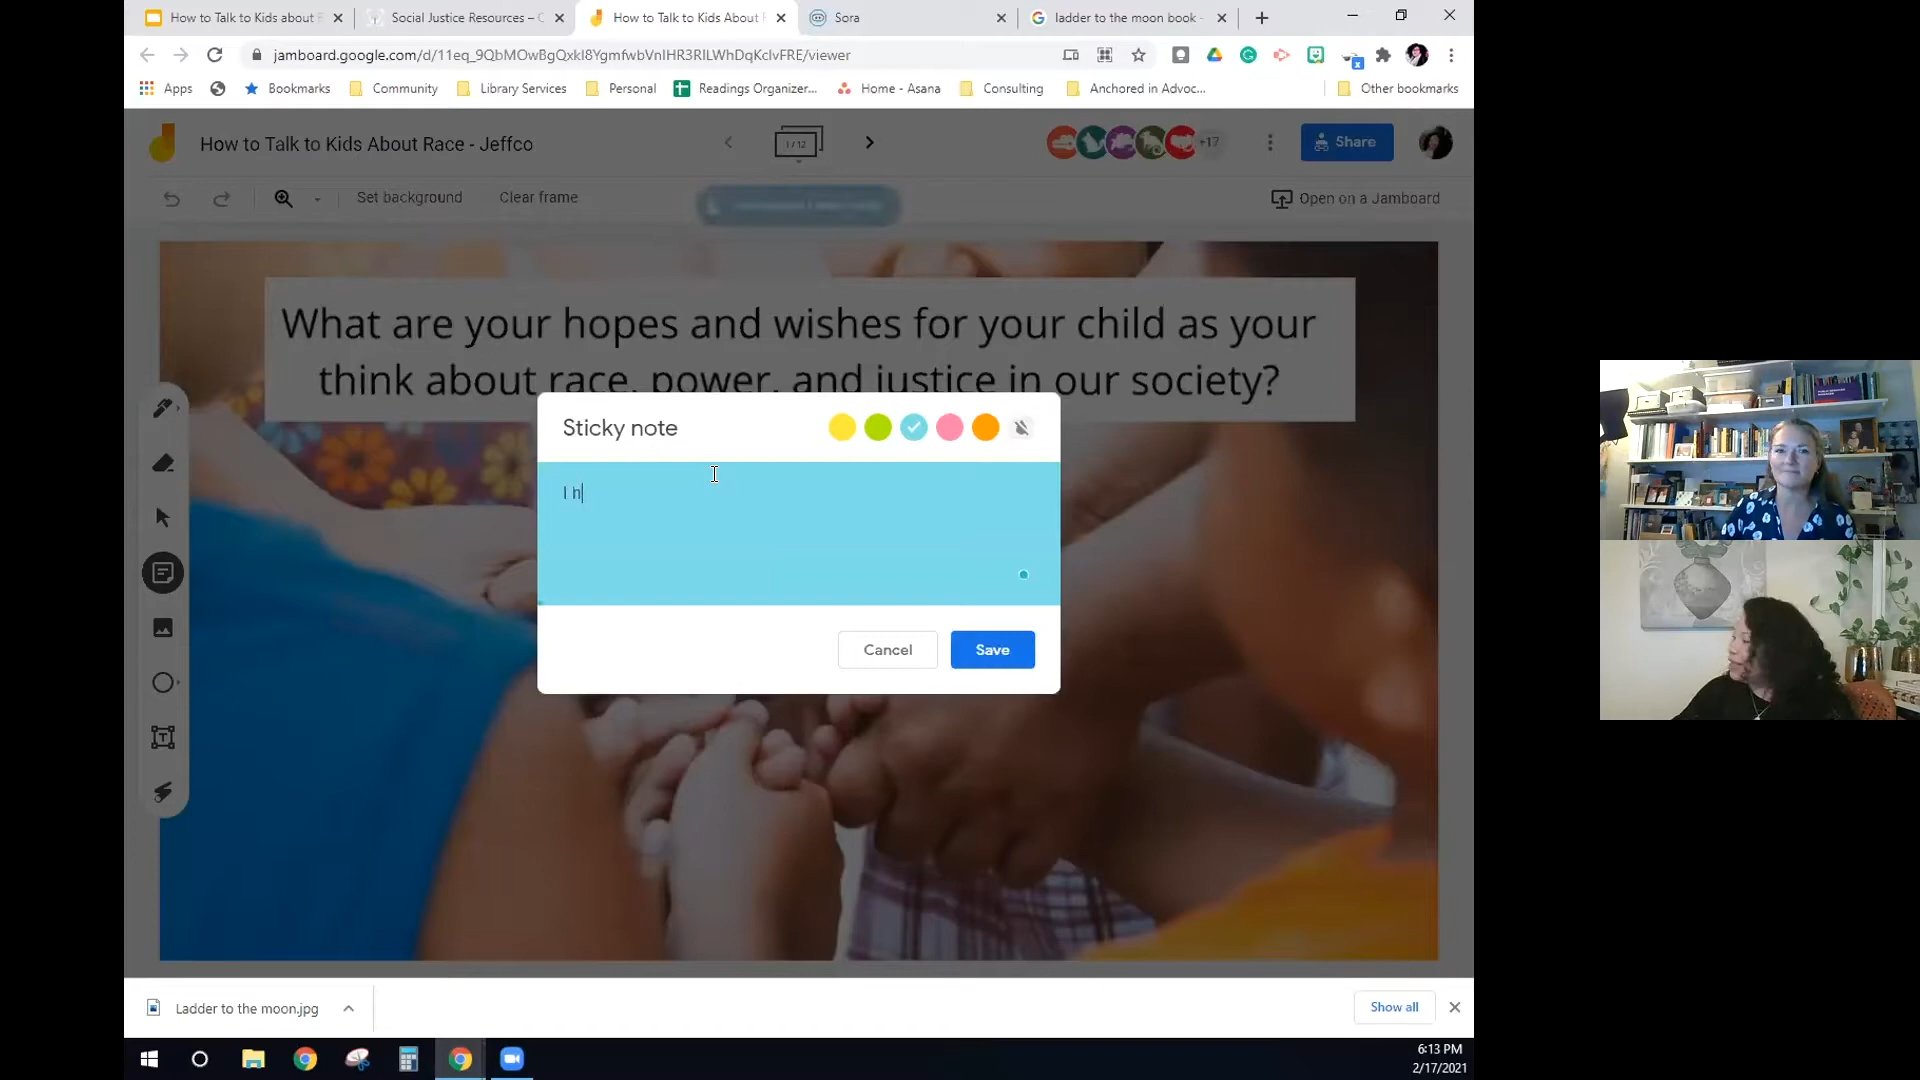 How to Talk to Kids about
Social Justice Resources –
How to Talk to Kids About
Sora
ladder to the moon book
jamboard.google.com/d/11eq_9QbMOwBgQxkI8YgmfwbVnIHR3RILWhDqKcIvFRE/viewer
Apps
Bookmarks
Community
Library Services
Personal
Readings Organizer...
Home - Asana
Consulting
Anchored in Advoc...
Other bookmarks
How to Talk to Kids About Race - Jeffco
1 / 12
+17
Share
Set background
Clear frame
Open on a Jamboard
What are your hopes and wishes for your child as your
think about race, power, and justice in our society?
Sticky note
I h
Cancel
Save
Ladder to the moon.jpg
Show all
6:13 PM
2/17/2021